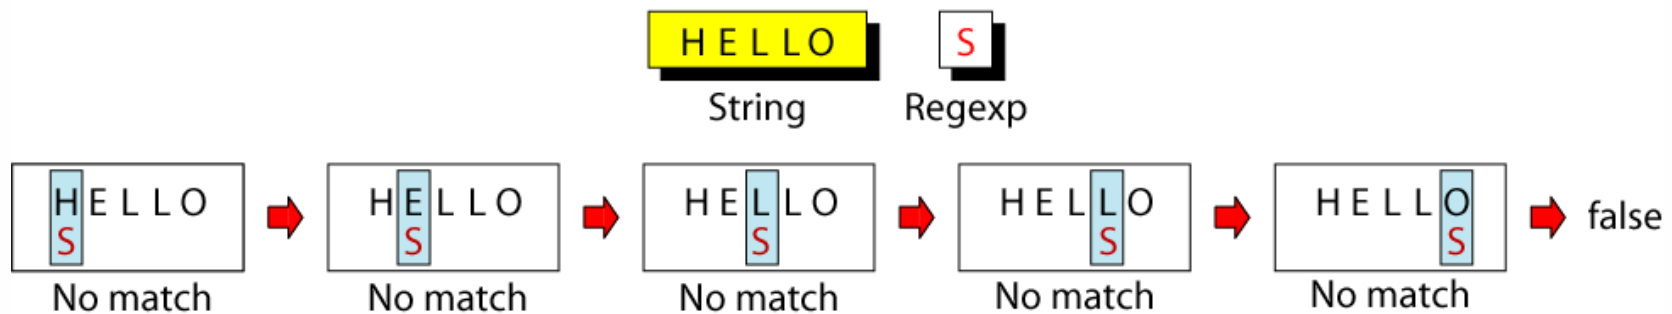 HELLO S
String Regexp
HELLO HELLO HELLO HELLO HELLO false
S S S S S
No match No match No match No match No match